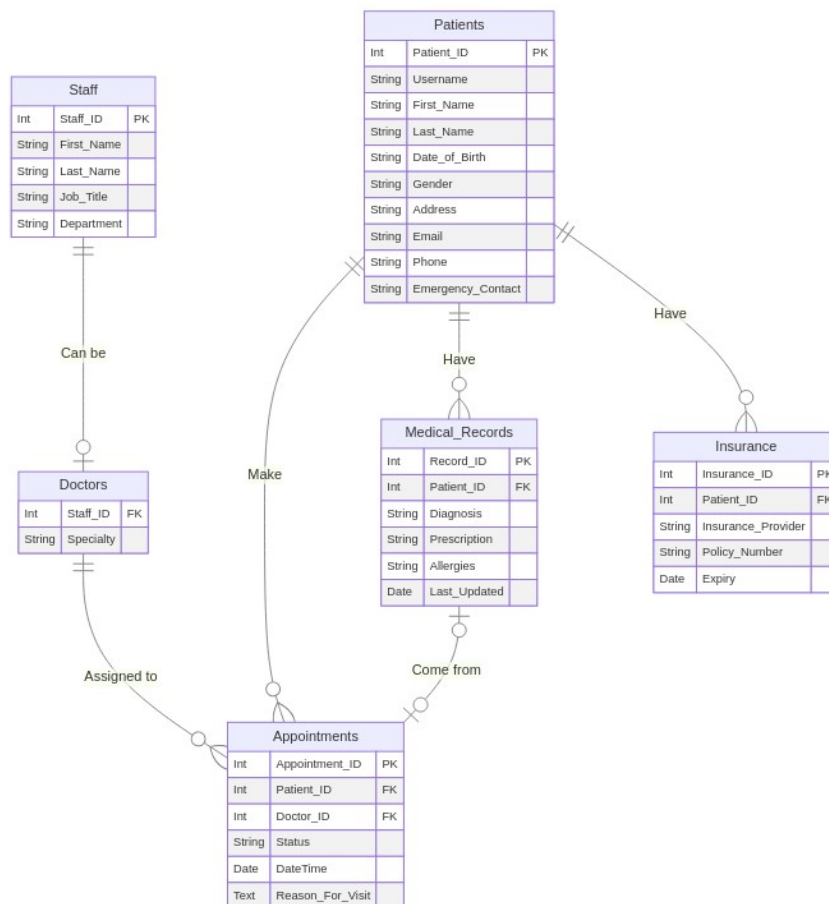 Patients
Int Patient_ID PK
String Username
String First_Name
String Last_Name
String Date_of_Birth
String Gender
String Address
String Email
String Phone
String Emergency_Contact
Staff
Int Staff_ID PK
String First_Name
String Last_Name
String Job_Title
String Department
Can be
Make
Have
Have
Medical_Records
Int Record_ID PK
Int Patient_ID FK
String Diagnosis
String Prescription
String Allergies
Date Last_Updated
Insurance
Int Insurance_ID PK
Int Patient_ID FK
String Insurance_Provider
String Policy_Number
Date Expiry
Doctors
Int Staff_ID FK
String Specialty
Assigned to
Come from
Appointments
Int Appointment_ID PK
Int Patient_ID FK
Int Doctor_ID FK
String Status
Date DateTime
Text Reason_For_Visit